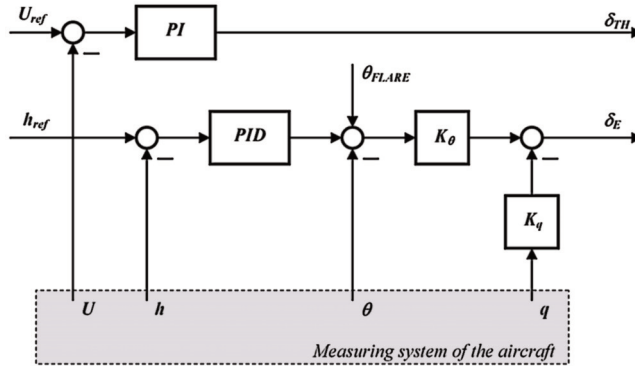 U_ref PI δ_TH
θ_FLARE
h_ref PID K_θ δ_E
K_q
U h θ q
Measuring system of the aircraft